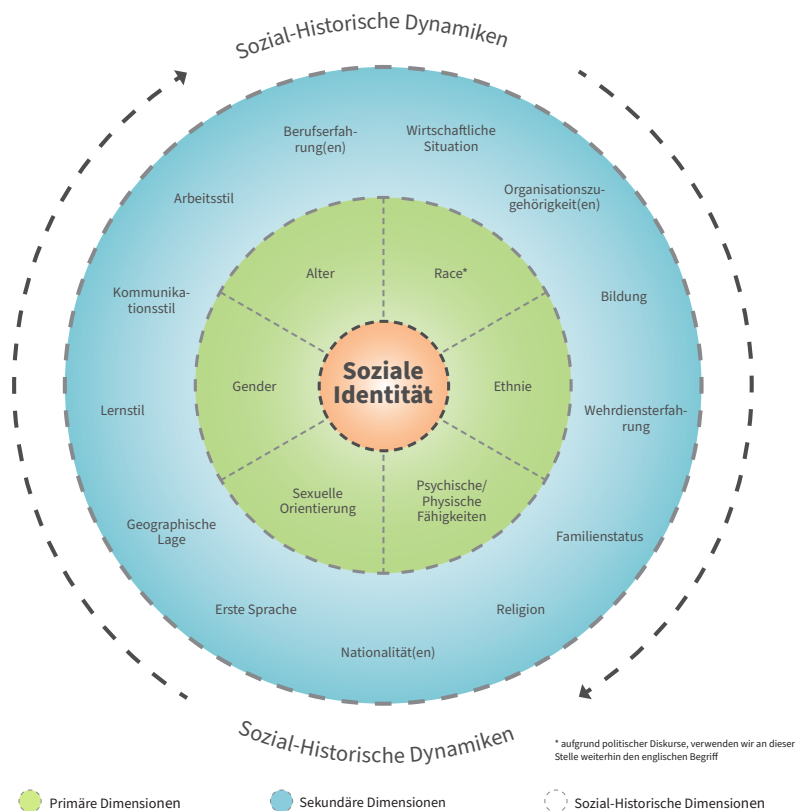 Sozial-Historische Dynamiken
Berufserfah-
rung(en)
Wirtschaftliche
Situation
Arbeitsstil
Organisationszu-
gehörigkeit(en)
Kommunika-
tionsstil
Bildung
Alter
Race*
Soziale
Identität
Gender
Ethnie
Lernstil
Wehrdiensterfah-
rung
Sexuelle
Orientierung
Psychische/
Physische
Fähigkeiten
Geographische
Lage
Familienstatus
Erste Sprache
Religion
Nationalität(en)
Sozial-Historische Dynamiken
* aufgrund politischer Diskurse, verwenden wir an dieser
Stelle weiterhin den englischen Begriff
Primäre Dimensionen
Sekundäre Dimensionen
Sozial-Historische Dimensionen